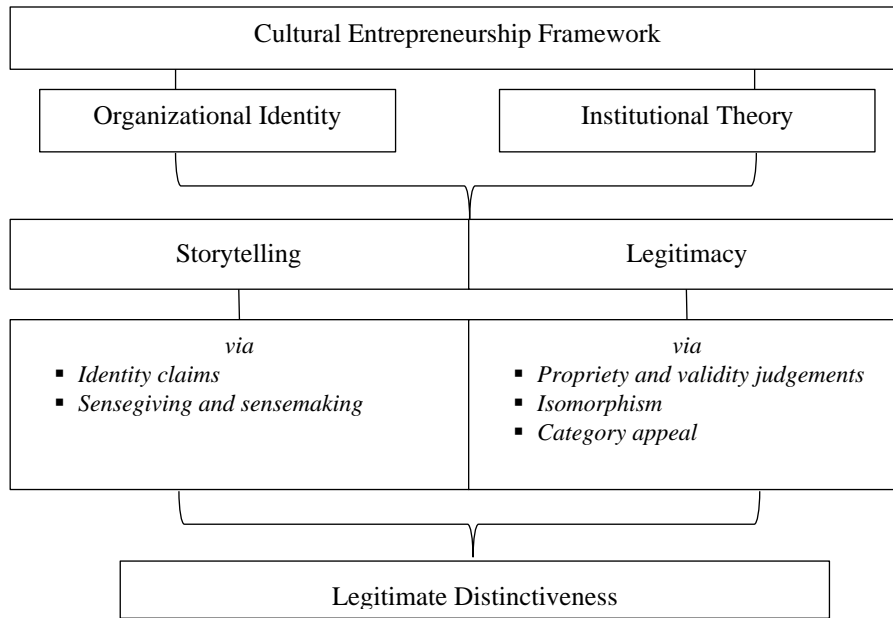 Cultural Entrepreneurship Framework
Organizational Identity
Institutional Theory
Storytelling
Legitimacy
via
▪ Identity claims
▪ Sensegiving and sensemaking
via
▪ Propriety and validity judgements
▪ Isomorphism
▪ Category appeal
Legitimate Distinctiveness